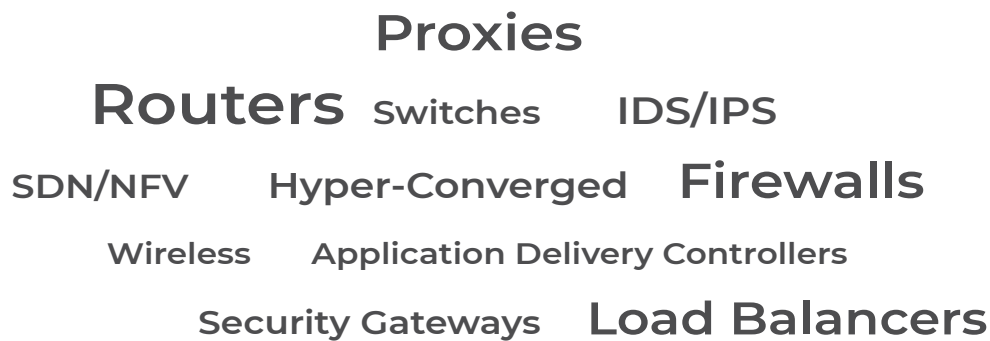 Proxies
Routers Switches IDS/IPS
SDN/NFV Hyper-Converged Firewalls
Wireless Application Delivery Controllers
Security Gateways Load Balancers